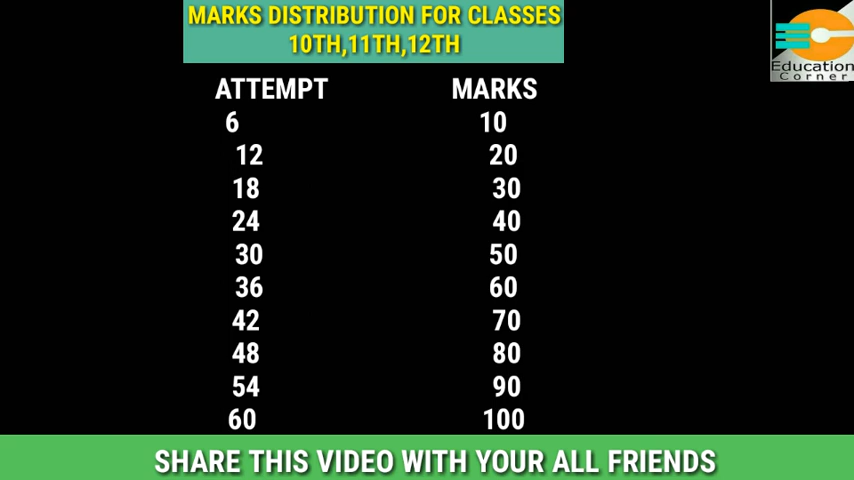 MARKS DISTRIBUTION FOR CLASSES
10TH,11TH,12TH
Education
Corner
ATTEMPT MARKS
6 10
12 20
18 30
24 40
30 50
36 60
42 70
48 80
54 90
60 100
SHARE THIS VIDEO WITH YOUR ALL FRIENDS